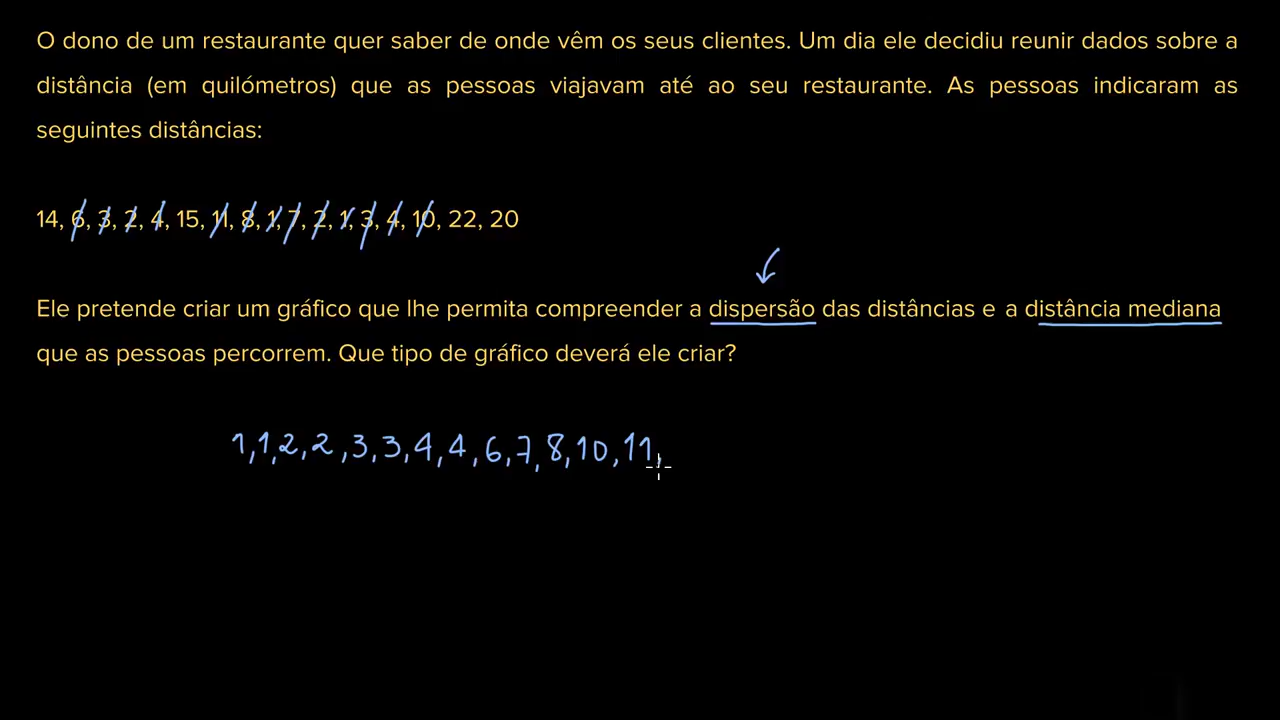 O dono de um restaurante quer saber de onde vêm os seus clientes. Um dia ele decidiu reunir dados sobre a
distância (em quilómetros) que as pessoas viajavam até ao seu restaurante. As pessoas indicaram as
seguintes distâncias:
14, 6, 3, 2, 4, 15, 11, 8, 1, 7, 2, 1, 3, 4, 10, 22, 20
Ele pretende criar um gráfico que lhe permita compreender a dispersão das distâncias e a distância mediana
que as pessoas percorrem. Que tipo de gráfico deverá ele criar?
1, 1, 2, 2, 3, 3, 4, 4, 6, 7, 8, 10, 11,